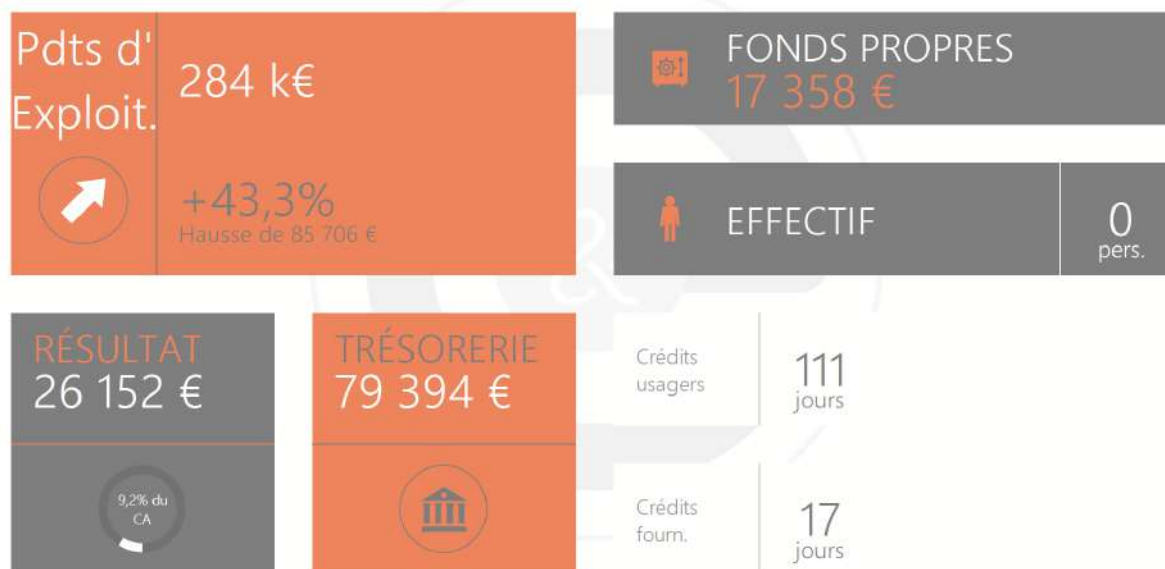 Pdts d'
Exploit.
284 k€
+43,3%
Hausse de 85 706 €
FONDS PROPRES
17 358 €
EFFECTIF
0
pers.
RÉSULTAT
26 152 €
9,2% du
CA
TRÉSORERIE
79 394 €
Crédits
usagers
111
jours
Crédits
fourn.
17
jours
&